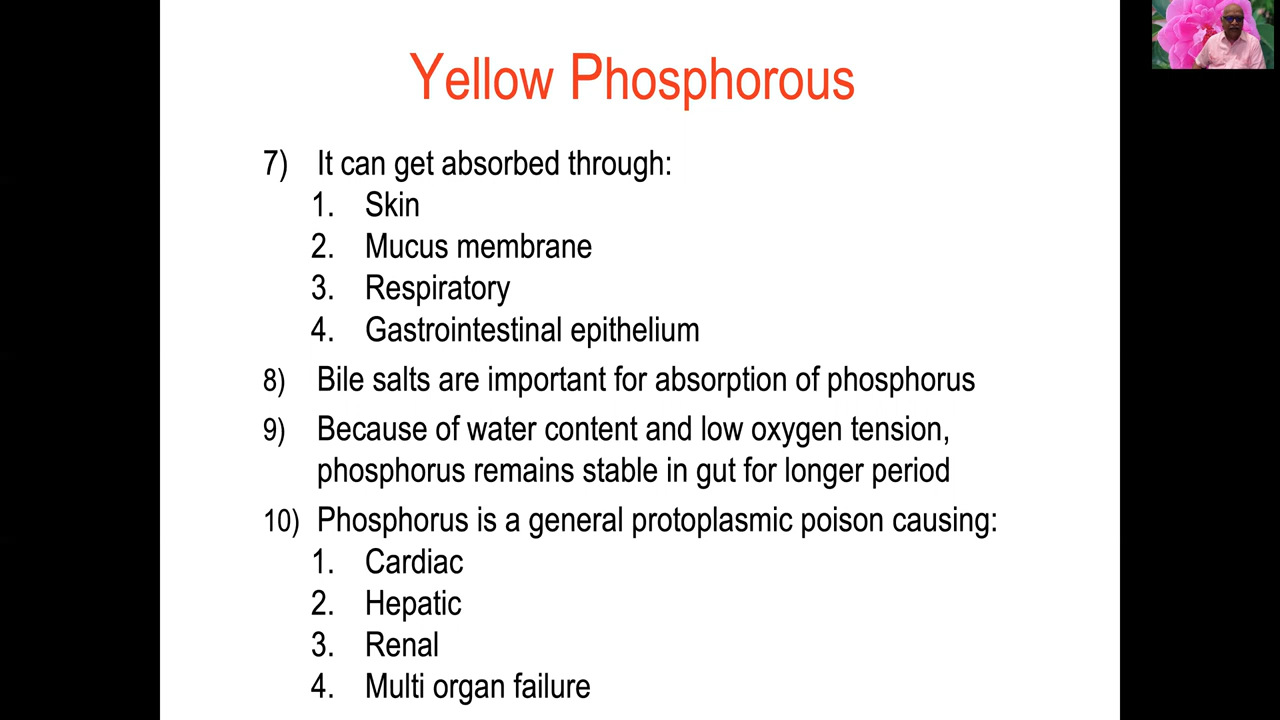 Yellow Phosphorous
7) It can get absorbed through:
1. Skin
2. Mucus membrane
3. Respiratory
4. Gastrointestinal epithelium
8) Bile salts are important for absorption of phosphorus
9) Because of water content and low oxygen tension,
phosphorus remains stable in gut for longer period
10) Phosphorus is a general protoplasmic poison causing:
1. Cardiac
2. Hepatic
3. Renal
4. Multi organ failure